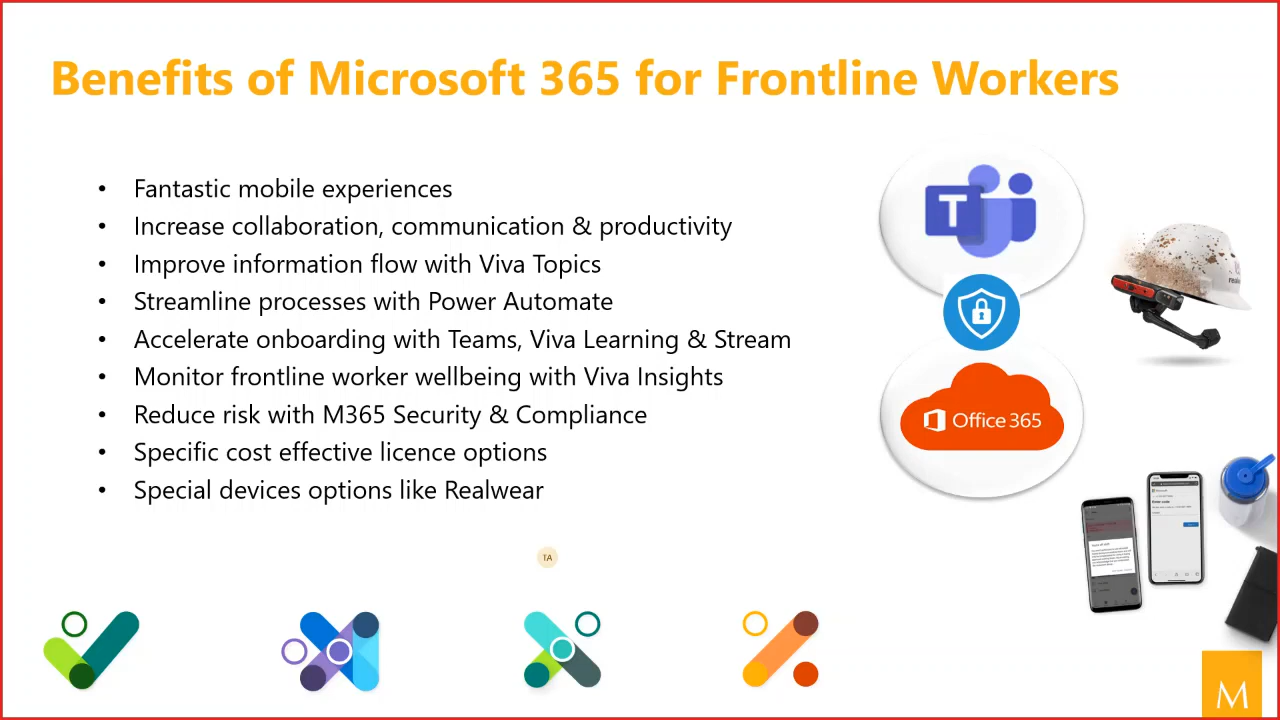 Benefits of Microsoft 365 for Frontline Workers
• Fantastic mobile experiences
• Increase collaboration, communication & productivity
• Improve information flow with Viva Topics
• Streamline processes with Power Automate
• Accelerate onboarding with Teams, Viva Learning & Stream
• Monitor frontline worker wellbeing with Viva Insights
• Reduce risk with M365 Security & Compliance
• Specific cost effective licence options
• Special devices options like Realwear
T
Office 365
TA
M